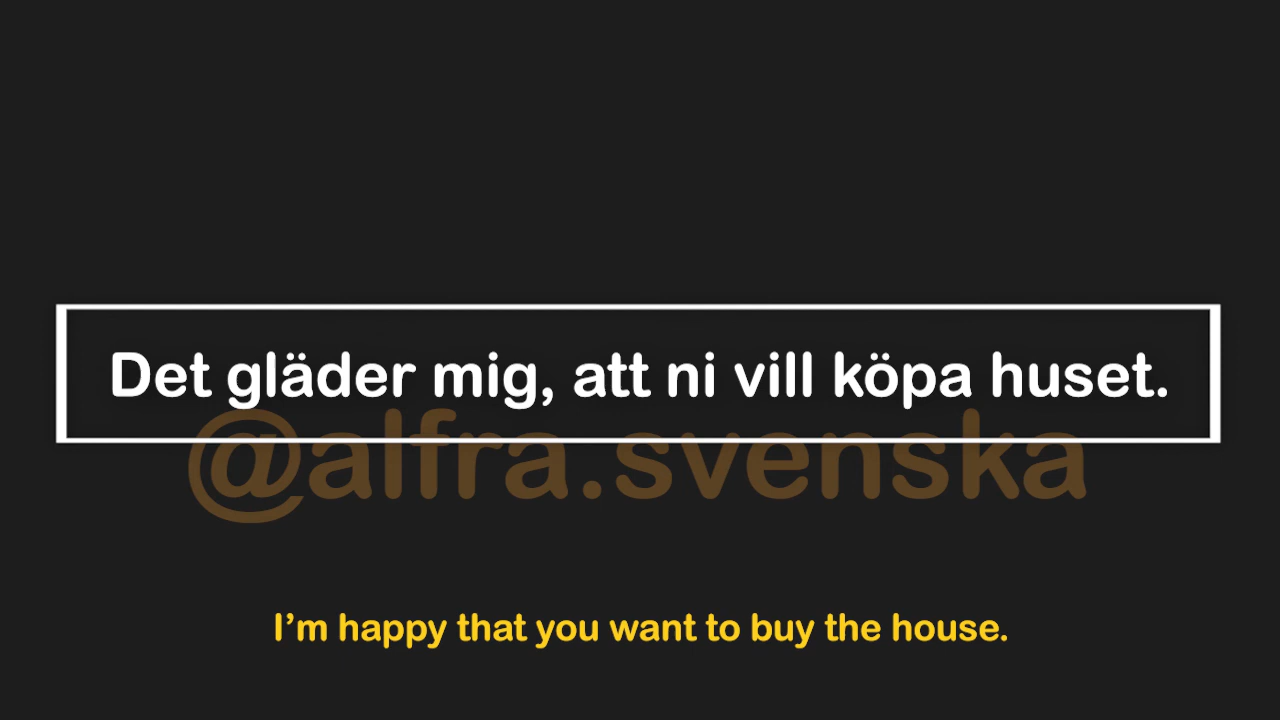 Det gläder mig, att ni vill köpa huset.
@alfra.svenska
I’m happy that you want to buy the house.